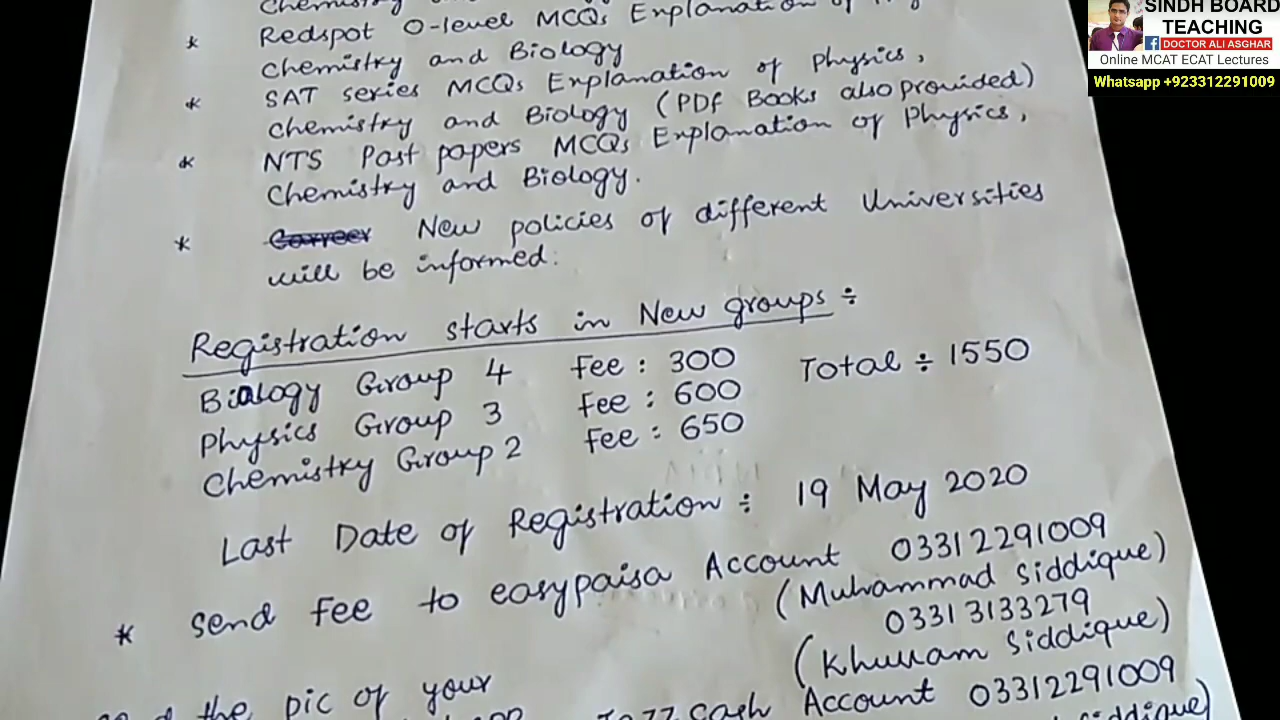 Chemistry
Redspot O-level MCQs Explanation of
* Chemistry and Biology
SAT series MCQs Explanation of physics,
* Chemistry and Biology (PDF Books also provided)
NTS Past papers MCQs Explanation of Physics,
* Chemistry and Biology.
* Career New policies of different Universities
will be informed.
Registration starts in New groups ÷
Biology Group 4 Fee : 300 Total ÷ 1550
Physics Group 3 Fee : 600
Chemistry Group 2 Fee : 650
Last Date of Registration ÷ 19 May 2020
* Send Fee to easypaisa Account 03312291009
(Muhammad Siddique)
03313133279
(Khurram Siddique)
the pic of your
Jazz Cash Account 03312291009
SINDH BOARD
TEACHING
f DOCTOR ALI ASGHAR
Online MCAT ECAT Lectures
Whatsapp +923312291009